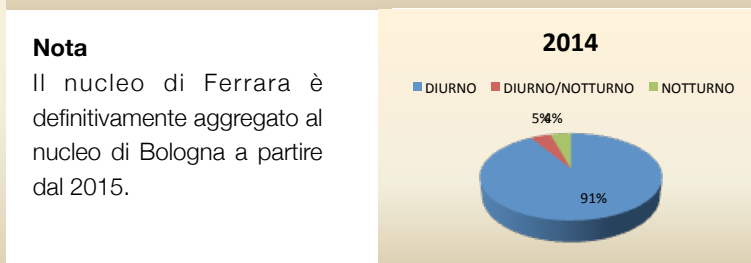 Nota
Il nucleo di Ferrara è
definitivamente aggregato al
nucleo di Bologna a partire
dal 2015.
2014
DIURNO DIURNO/NOTTURNO NOTTURNO
5% 4%
91%